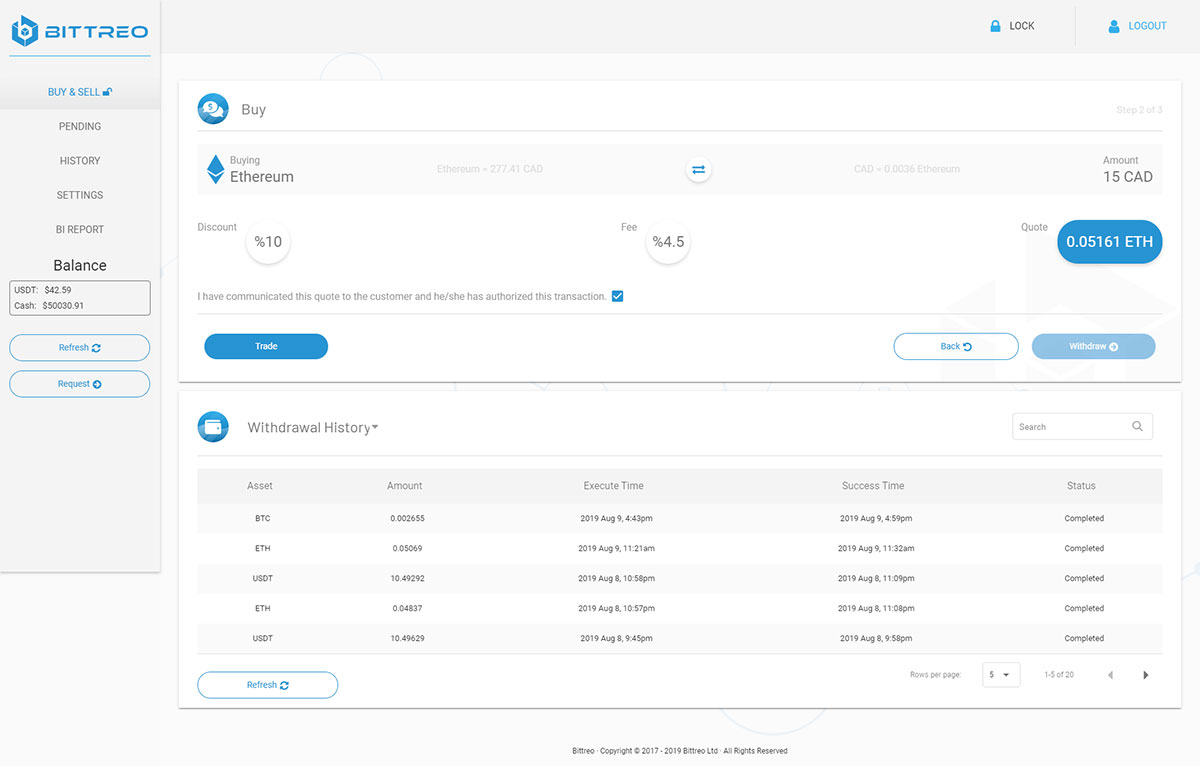 BITTREO
LOCK
LOGOUT
BUY & SELL
PENDING
HISTORY
SETTINGS
BI REPORT
Balance
USDT: $42.59
Cash: $50030.91
Refresh
Request
Buy
Step 2 of 3
Buying
Ethereum
Ethereum = 277.41 CAD
CAD = 0.0036 Ethereum
Amount
15 CAD
Discount
%10
Fee
%4.5
Quote
0.05161 ETH
I have communicated this quote to the customer and he/she has authorized this transaction.
Trade
Back
Withdraw
Withdrawal History
Search
Asset Amount Execute Time Success Time Status
BTC 0.002655 2019 Aug 9, 4:43pm 2019 Aug 9, 4:59pm Completed
ETH 0.05069 2019 Aug 9, 11:21am 2019 Aug 9, 11:32am Completed
USDT 10.49292 2019 Aug 8, 10:58pm 2019 Aug 8, 11:09pm Completed
ETH 0.04837 2019 Aug 8, 10:57pm 2019 Aug 8, 11:08pm Completed
USDT 10.49629 2019 Aug 8, 9:45pm 2019 Aug 8, 9:58pm Completed
Refresh
Rows per page: 5 1-5 of 20
Bittreo · Copyright © 2017 - 2019 Bittreo Ltd · All Rights Reserved